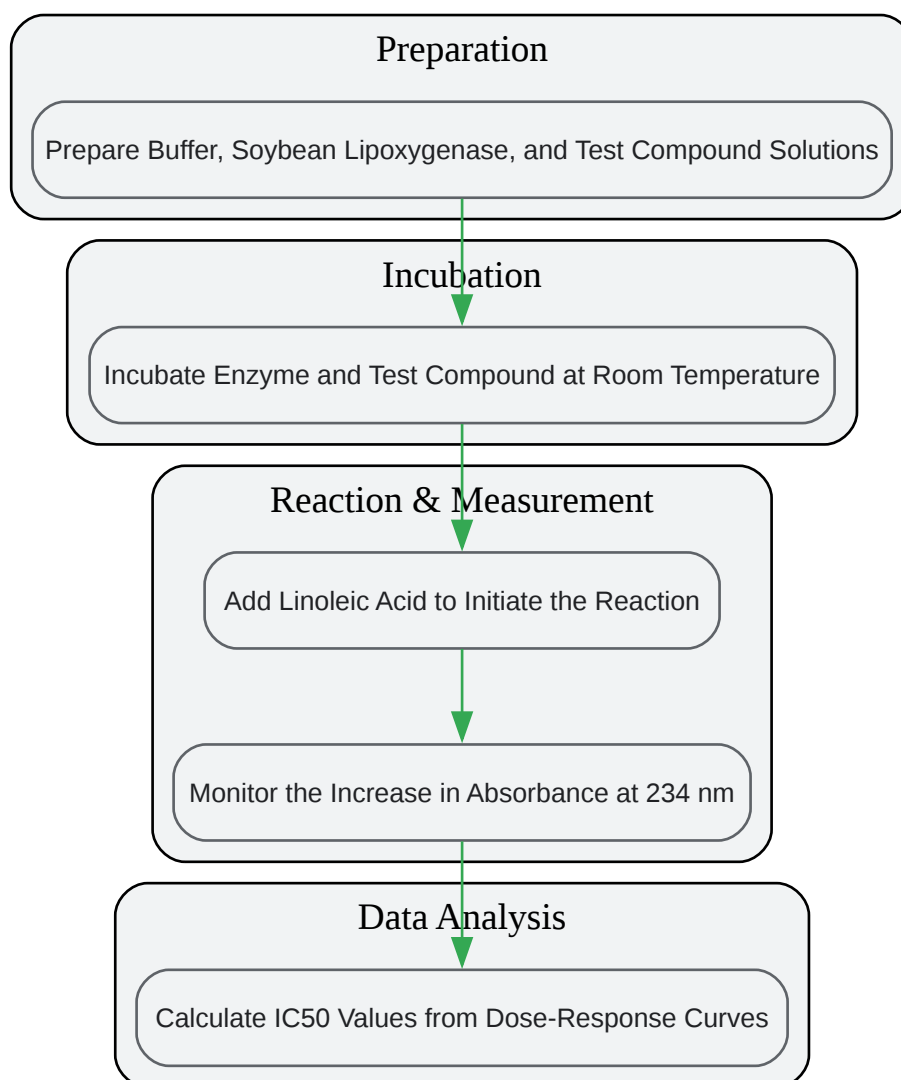 Preparation
Prepare Buffer, Soybean Lipoxygenase, and Test Compound Solutions
Incubation
Incubate Enzyme and Test Compound at Room Temperature
Reaction & Measurement
Add Linoleic Acid to Initiate the Reaction
Monitor the Increase in Absorbance at 234 nm
Data Analysis
Calculate IC50 Values from Dose-Response Curves